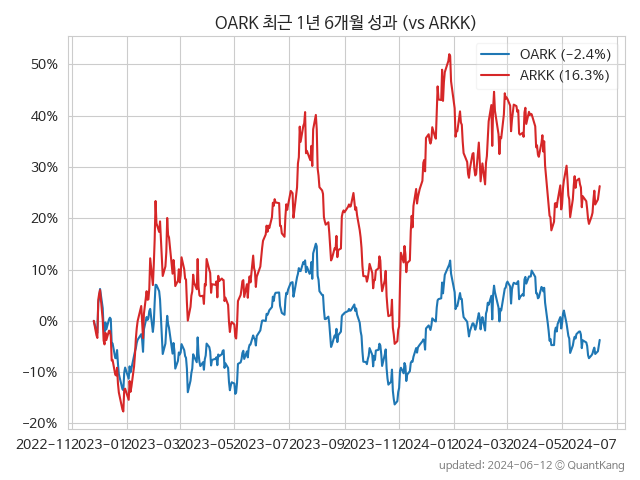 OARK 최근 1년 6개월 성과 (vs ARKK)
OARK (−2.4%)
ARKK (16.3%)
50%
40%
30%
20%
10%
0%
−10%
−20%
2022-11 2023-01 2023-03 2023-05 2023-07 2023-09 2023-11 2024-01 2024-03 2024-05 2024-07
updated: 2024-06-12 © QuantKang